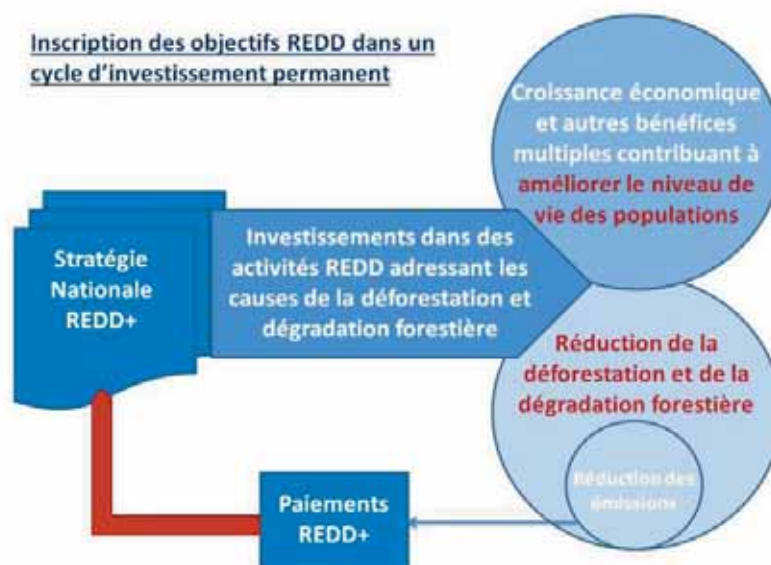 Inscription des objectifs REDD dans un
cycle d'investissement permanent
Croissance économique
et autres bénéfices
multiples contribuant à
améliorer le niveau de
vie des populations
Stratégie
Nationale
REDD+
Investissements dans des
activités REDD adressant les
causes de la déforestation et
dégradation forestière
Réduction de la
déforestation et de la
dégradation forestière
Réduction des
émissions
Paiements
REDD+